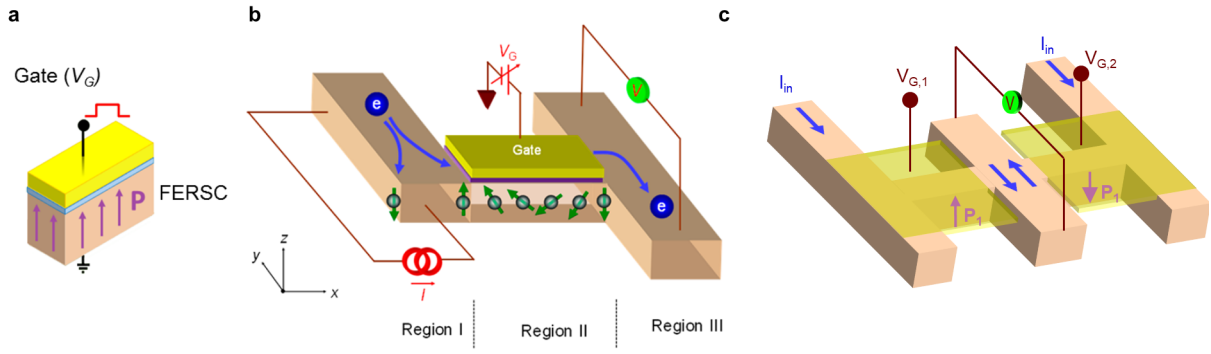 a
Gate (V_G)
P
FERSC
b
e
V_G
V
Gate
e
z
y
x
I
Region I
Region II
Region III
c
I_in
V_G,1
I_in
V_G,2
V
P_1
P_1